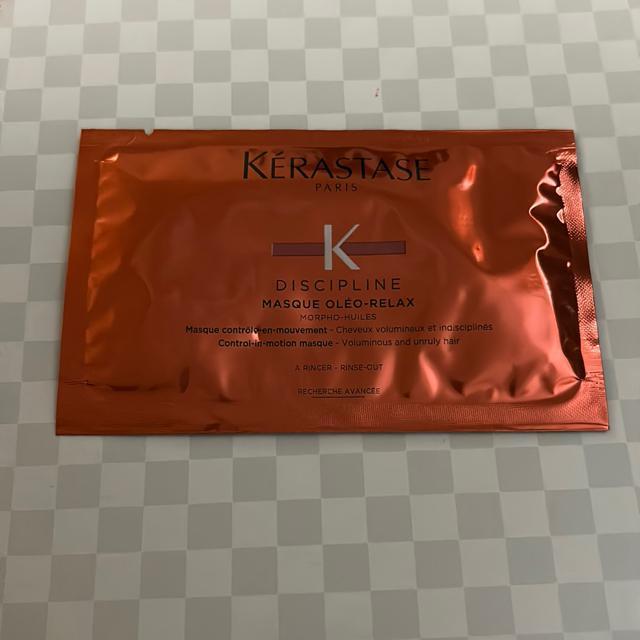 KÉRASTASE
PARIS
K
DISCIPLINE
MASQUE OLÉO-RELAX
MORPHO-HUILES
Masque contrôle-en-mouvement - Cheveux volumineux et indisciplinés
Control-in-motion masque - Voluminous and unruly hair
A RINCER - RINSE-OUT
RECHERCHE AVANCÉE